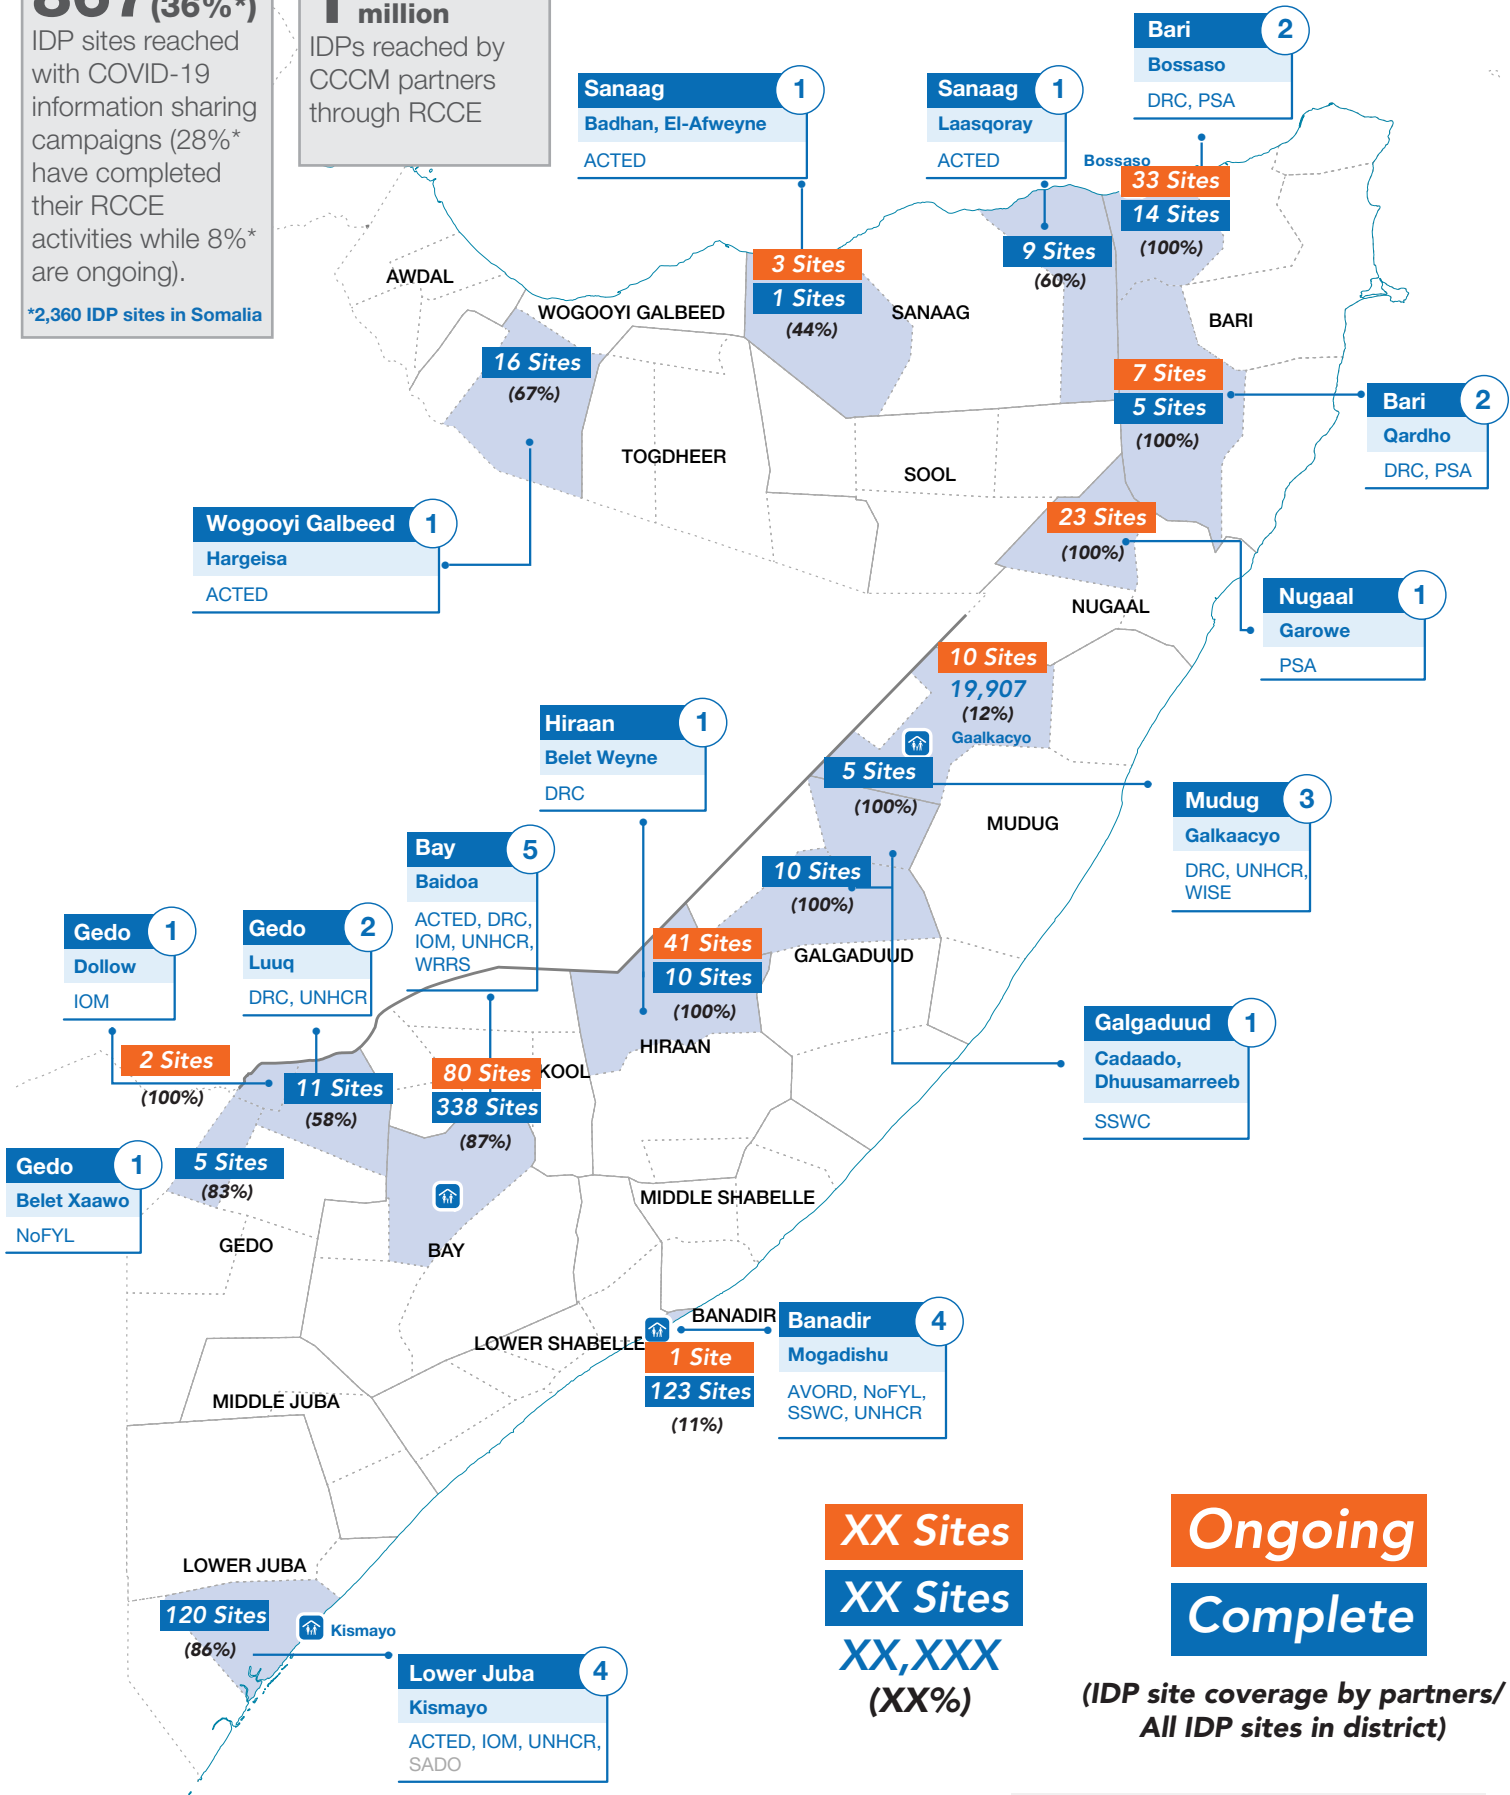 867 (36%*)
IDP sites reached
with COVID-19
information sharing
campaigns (28%*
have completed
their RCCE
activities while 8%*
are ongoing).
*2,360 IDP sites in Somalia
1 million
IDPs reached by
CCCM partners
through RCCE
Sanaag 1
Badhan, El-Afweyne
ACTED
Sanaag 1
Laasqoray
ACTED
Bari 2
Bossaso
DRC, PSA
Bossaso
33 Sites
14 Sites
(100%)
9 Sites
(60%)
3 Sites
1 Sites
(44%)
AWDAL
WOGOOYI GALBEED
SANAAG
BARI
16 Sites
(67%)
7 Sites
5 Sites
(100%)
Bari 2
Qardho
DRC, PSA
TOGDHEER
SOOL
Wogooyi Galbeed 1
Hargeisa
ACTED
23 Sites
(100%)
NUGAAL
Nugaal 1
Garowe
PSA
10 Sites
19,907
(12%)
Gaalkacyo
5 Sites
(100%)
Hiraan 1
Belet Weyne
DRC
MUDUG
Mudug 3
Galkaacyo
DRC, UNHCR,
WISE
Bay 5
Baidoa
ACTED, DRC,
IOM, UNHCR,
WRRS
10 Sites
(100%)
GALGADUUD
Gedo 1
Dollow
IOM
Gedo 2
Luuq
DRC, UNHCR
41 Sites
10 Sites
(100%)
HIRAAN
Galgaduud 1
Cadaado,
Dhuusamarreeb
SSWC
2 Sites
(100%)
11 Sites
(58%)
80 Sites
KOOL
338 Sites
(87%)
Gedo 1
Belet Xaawo
NoFYL
5 Sites
(83%)
GEDO
BAY
MIDDLE SHABELLE
BANADIR
LOWER SHABELLE
1 Site
123 Sites
(11%)
Banadir 4
Mogadishu
AVORD, NoFYL,
SSWC, UNHCR
MIDDLE JUBA
LOWER JUBA
120 Sites
(86%)
Kismayo
Lower Juba 4
Kismayo
ACTED, IOM, UNHCR,
SADO
XX Sites
XX Sites
XX,XXX
(XX%)
Ongoing
Complete
(IDP site coverage by partners/
All IDP sites in district)